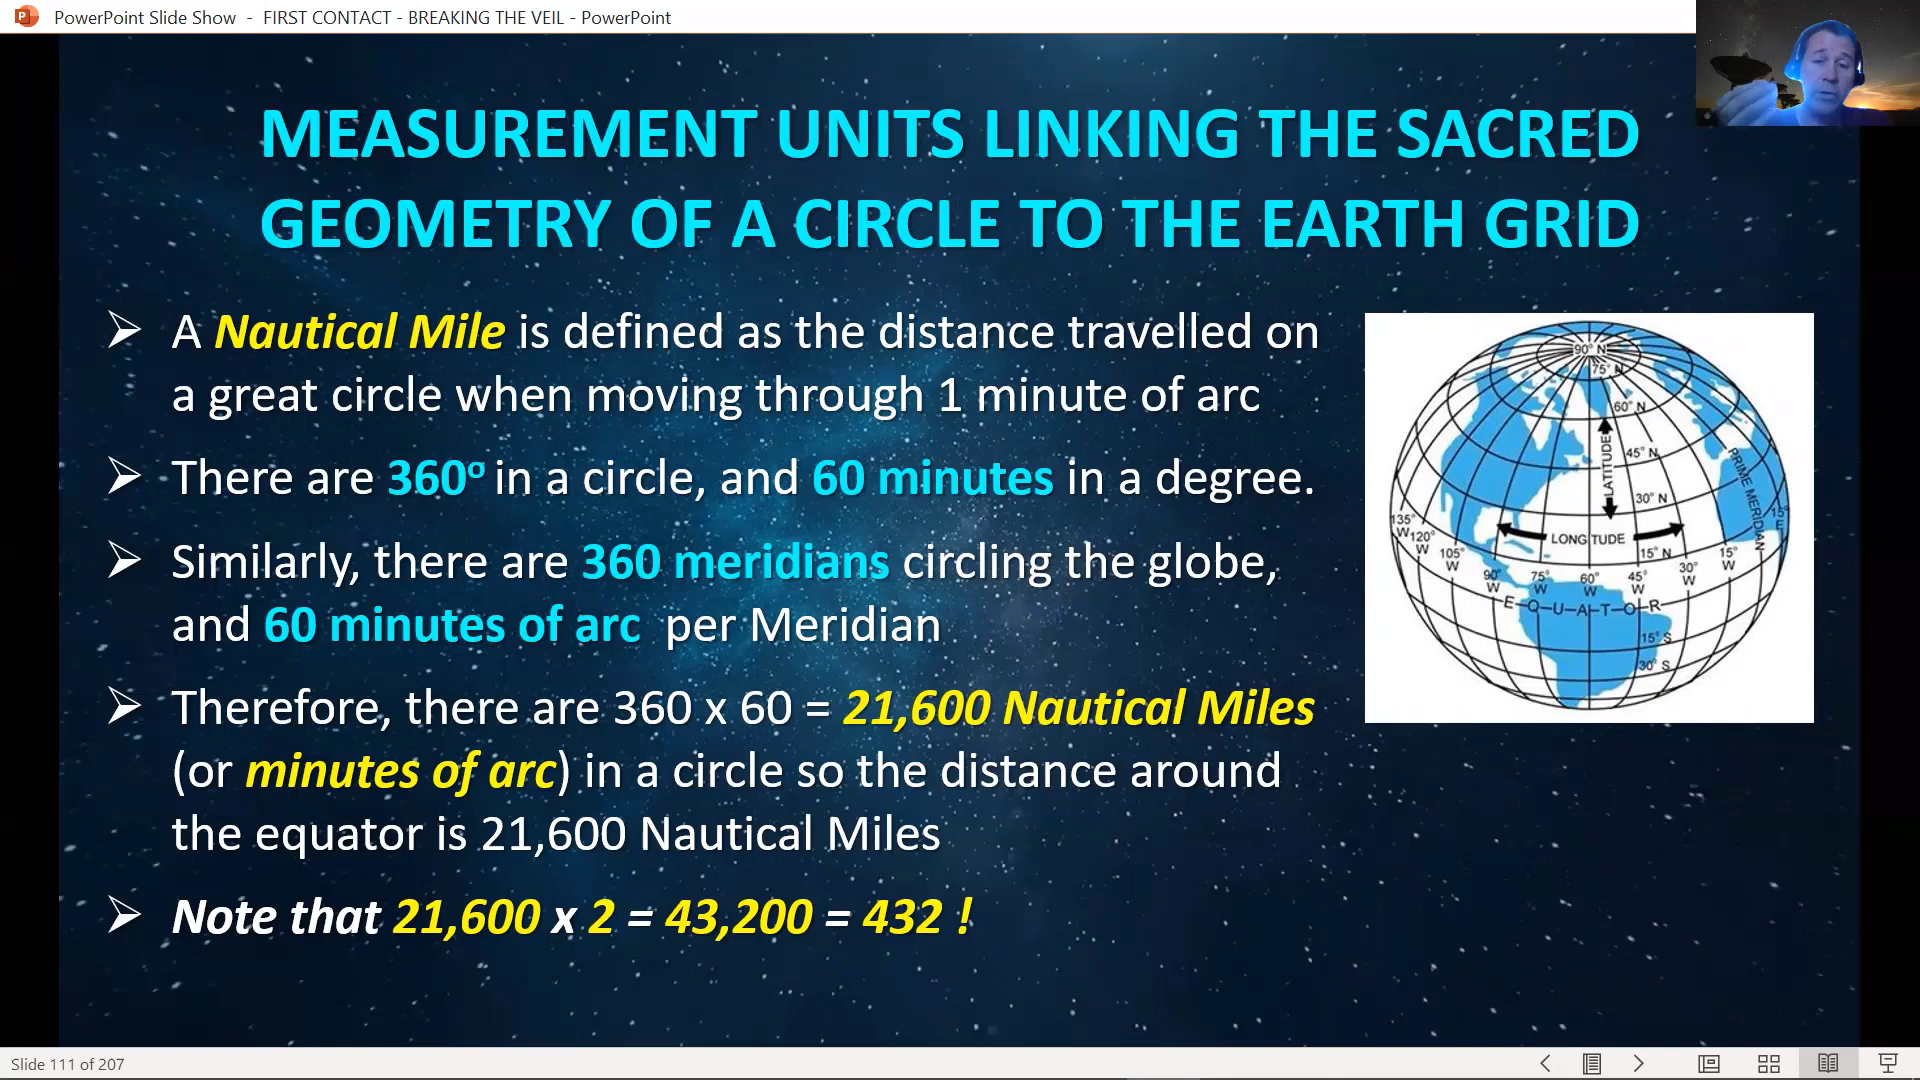 PowerPoint Slide Show - FIRST CONTACT - BREAKING THE VEIL - PowerPoint
MEASUREMENT UNITS LINKING THE SACRED
GEOMETRY OF A CIRCLE TO THE EARTH GRID
➢ A Nautical Mile is defined as the distance travelled on
a great circle when moving through 1 minute of arc
➢ There are 360º in a circle, and 60 minutes in a degree.
➢ Similarly, there are 360 meridians circling the globe,
and 60 minutes of arc per Meridian
➢ Therefore, there are 360 x 60 = 21,600 Nautical Miles
(or minutes of arc) in a circle so the distance around
the equator is 21,600 Nautical Miles
➢ Note that 21,600 x 2 = 43,200 = 432 !
90° N
75° N
60° N
LATITUDE
45° N
PRIME MERIDIAN
30° N
15° E
135° W
120° W
LONGITUDE
105° W
15° N
15° W
30° W
90° W
75° W
60° W
45° W
E-Q-U-A-T-O-R
15° S
30° S
Slide 111 of 207